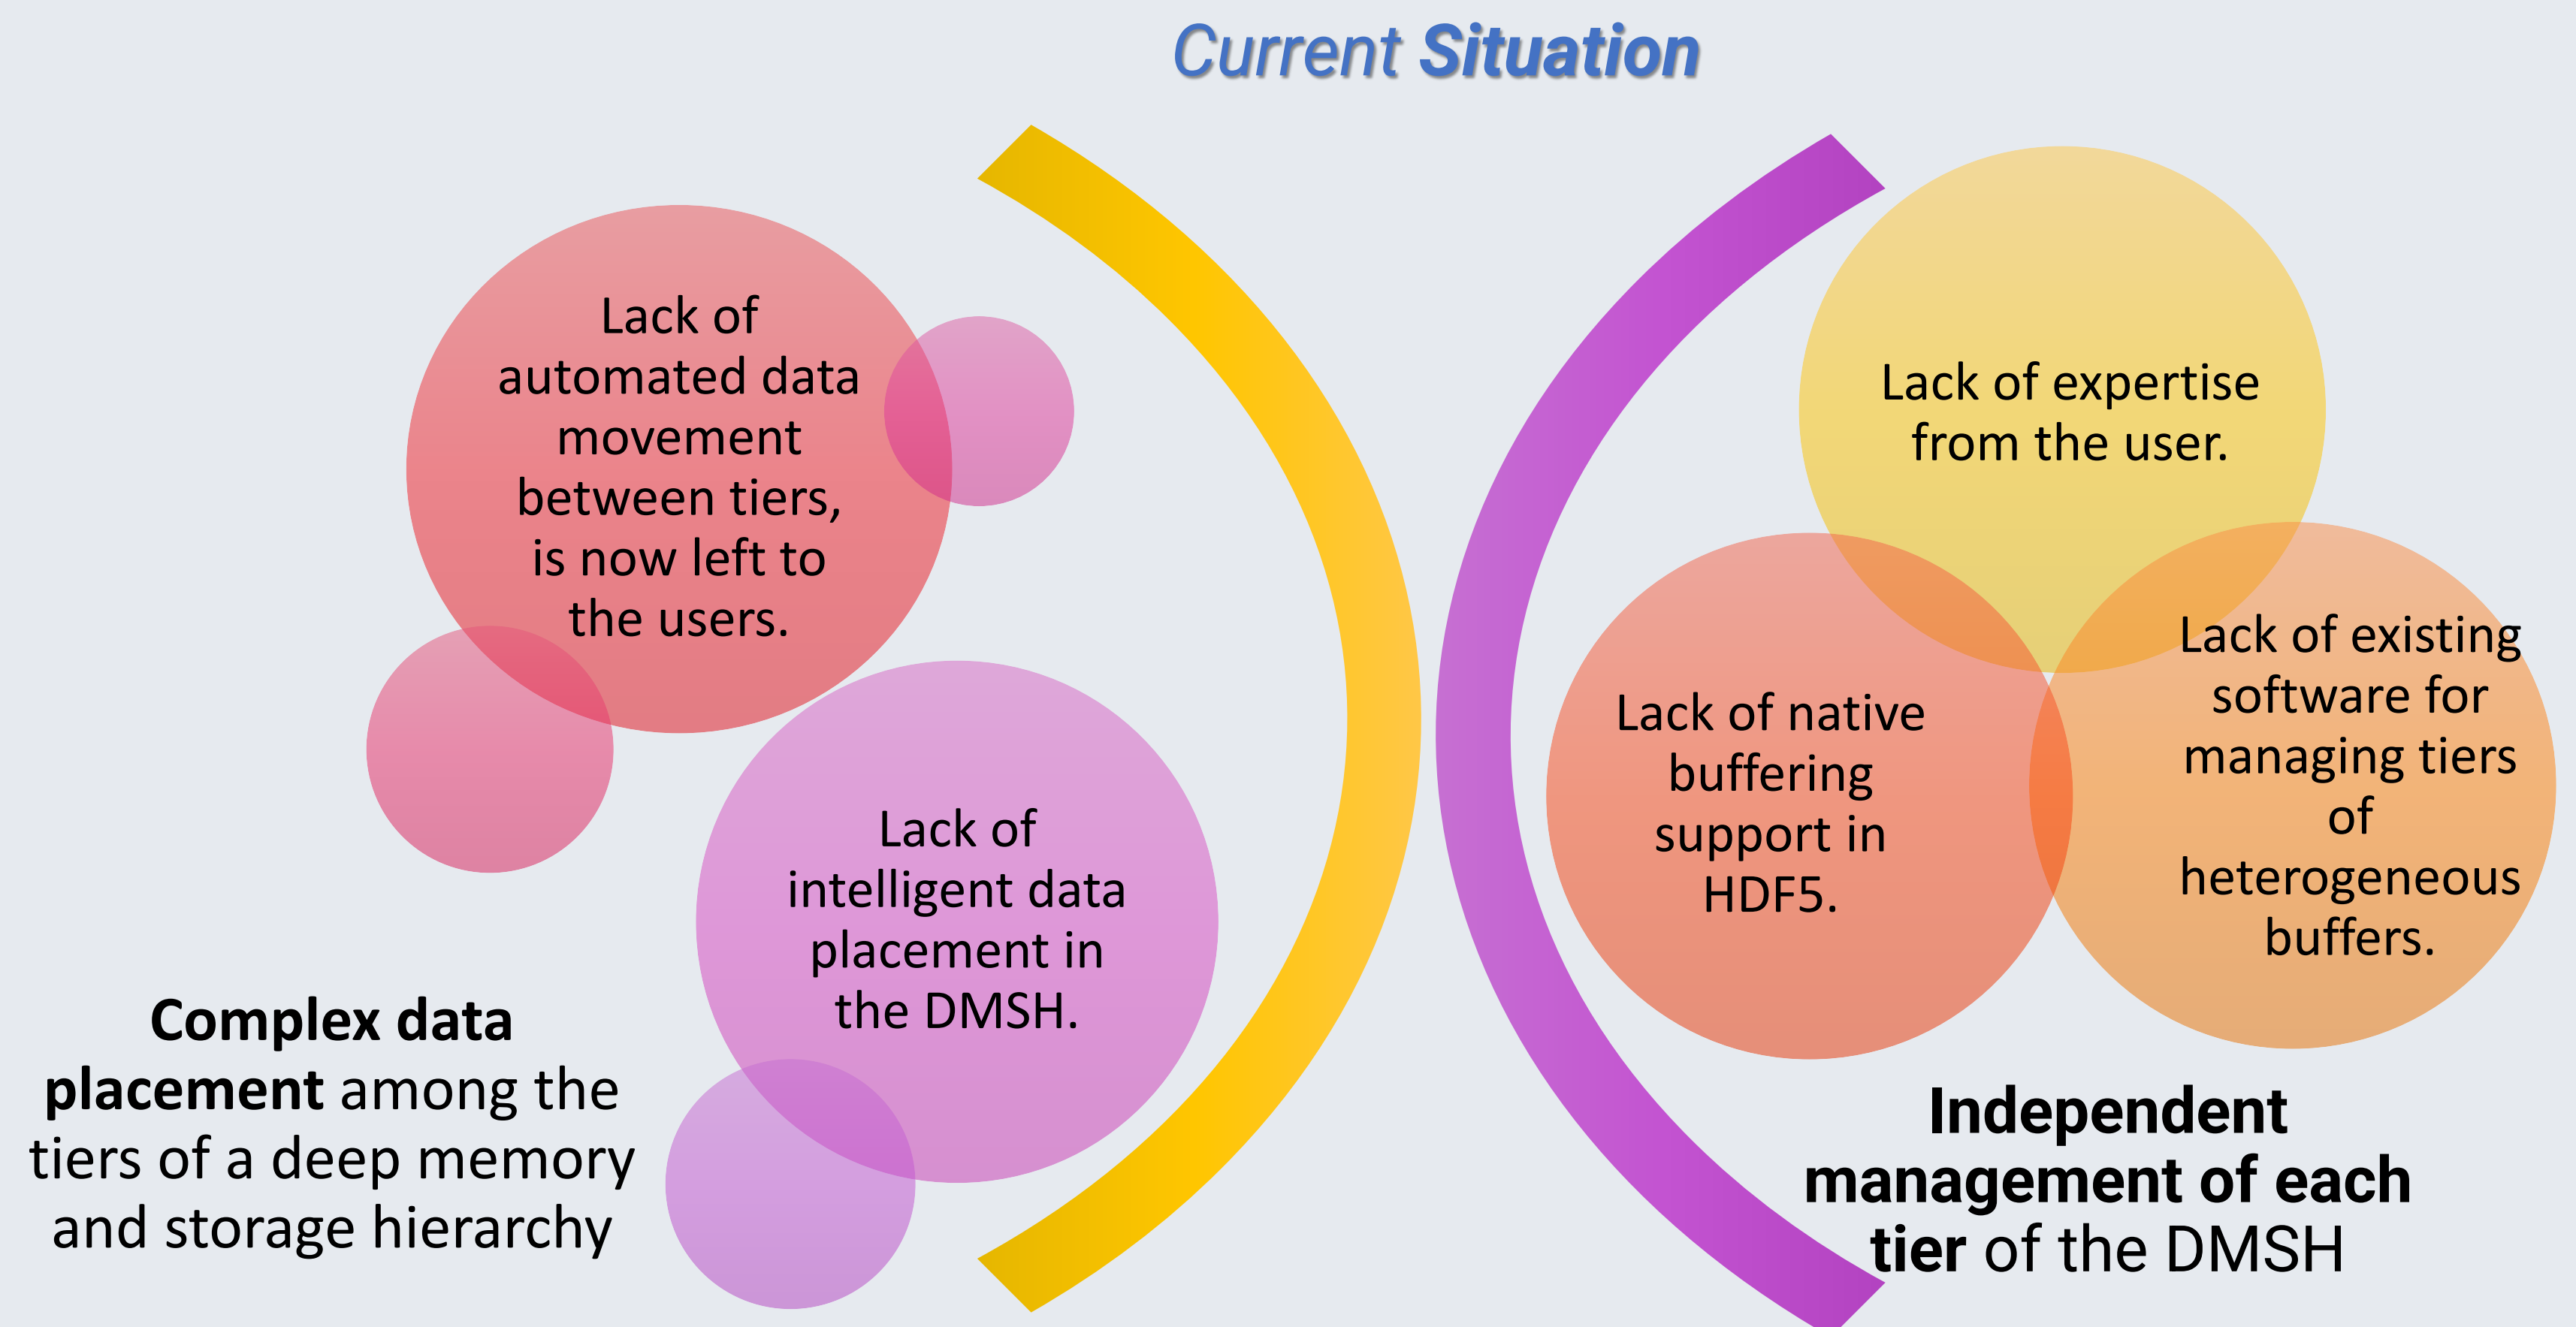 Current Situation
Lack of
automated data
movement
between tiers,
is now left to
the users.
Lack of
intelligent data
placement in
the DMSH.
Complex data
placement among the
tiers of a deep memory
and storage hierarchy
Lack of expertise
from the user.
Lack of native
buffering
support in
HDF5.
Lack of existing
software for
managing tiers
of
heterogeneous
buffers.
Independent
management of each
tier of the DMSH